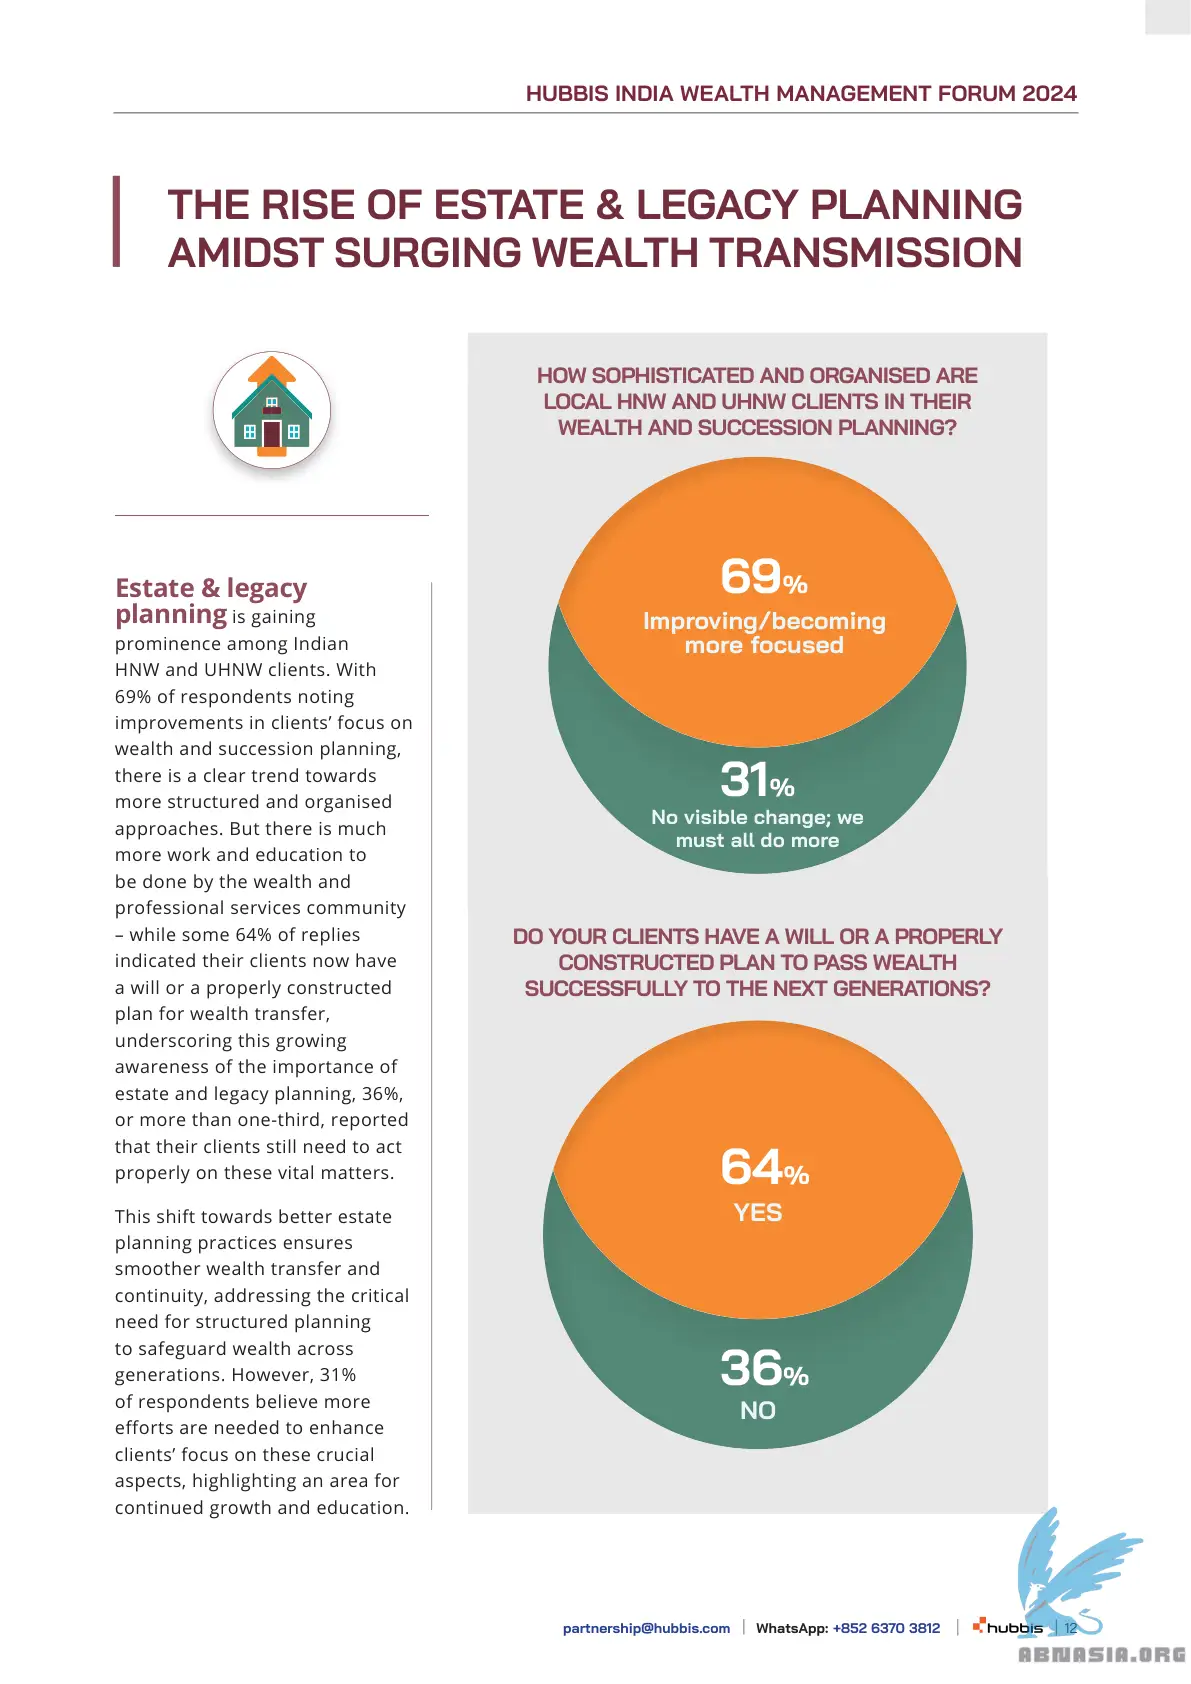 HUBBIS INDIA WEALTH MANAGEMENT FORUM 2024
THE RISE OF ESTATE & LEGACY PLANNING
AMIDST SURGING WEALTH TRANSMISSION
Estate & legacy
planning is gaining
prominence among Indian
HNW and UHNW clients. With
69% of respondents noting
improvements in clients’ focus on
wealth and succession planning,
there is a clear trend towards
more structured and organised
approaches. But there is much
more work and education to
be done by the wealth and
professional services community
– while some 64% of replies
indicated their clients now have
a will or a properly constructed
plan for wealth transfer,
underscoring this growing
awareness of the importance of
estate and legacy planning, 36%,
or more than one-third, reported
that their clients still need to act
properly on these vital matters.
This shift towards better estate
planning practices ensures
smoother wealth transfer and
continuity, addressing the critical
need for structured planning
to safeguard wealth across
generations. However, 31%
of respondents believe more
efforts are needed to enhance
clients’ focus on these crucial
aspects, highlighting an area for
continued growth and education.
HOW SOPHISTICATED AND ORGANISED ARE
LOCAL HNW AND UHNW CLIENTS IN THEIR
WEALTH AND SUCCESSION PLANNING?
69%
Improving/becoming
more focused
31%
No visible change; we
must all do more
DO YOUR CLIENTS HAVE A WILL OR A PROPERLY
CONSTRUCTED PLAN TO PASS WEALTH
SUCCESSFULLY TO THE NEXT GENERATIONS?
64%
YES
36%
NO
partnership@hubbis.com | WhatsApp: +852 6370 3812 | hubbis | 12
ABNASIA.ORG